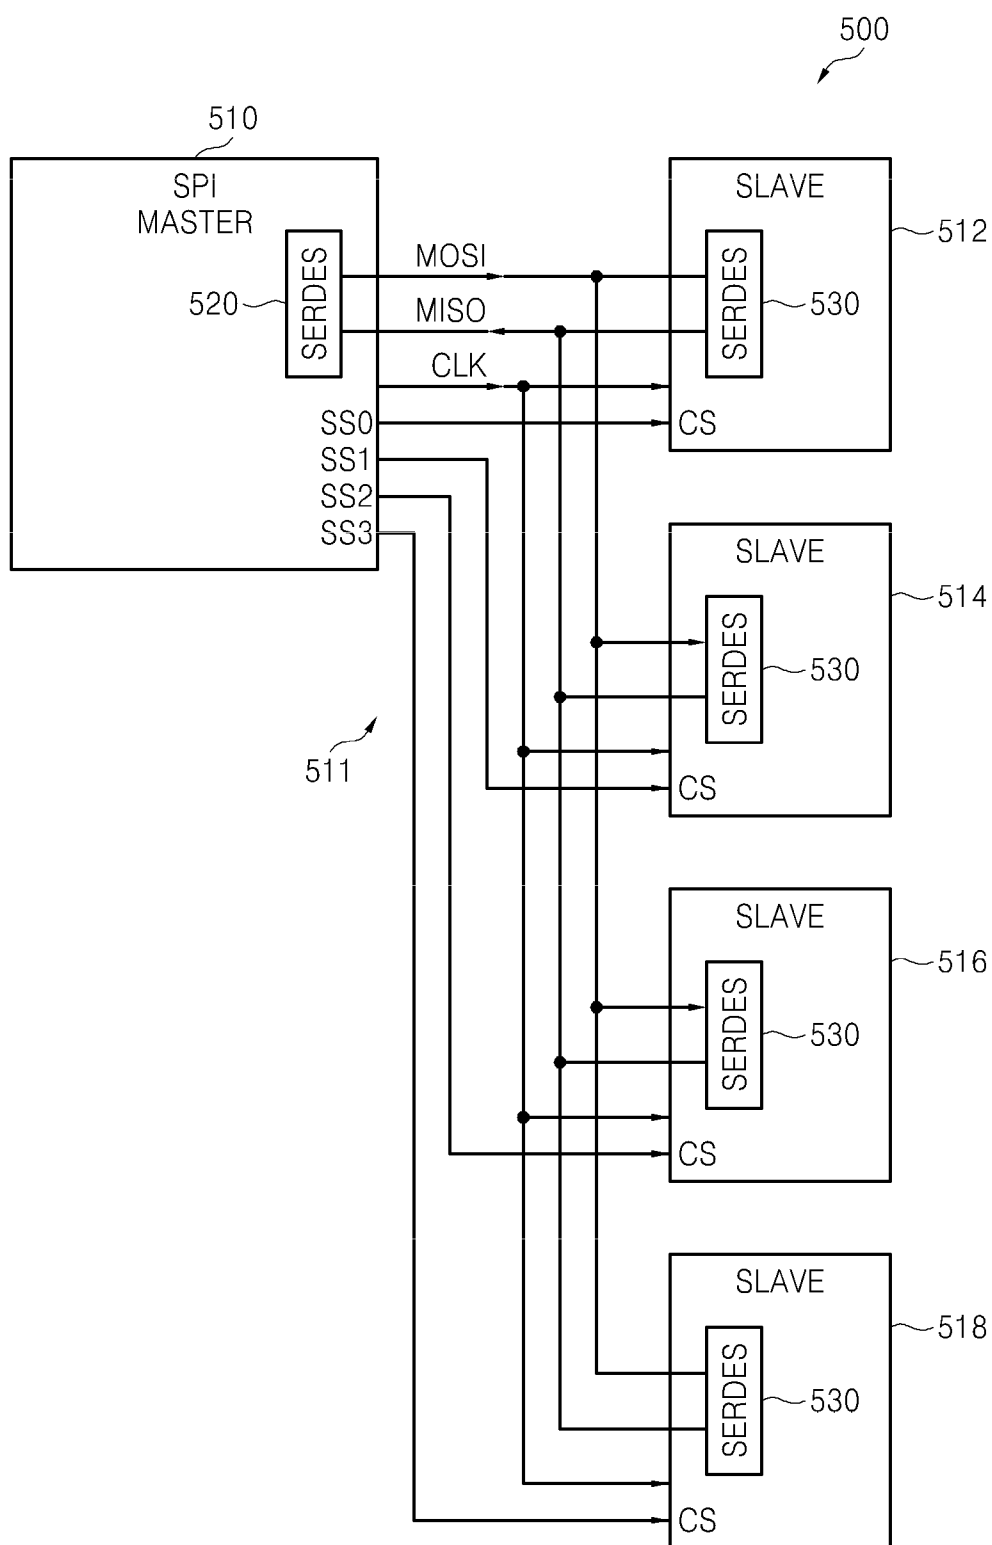 500
510
SPI
MASTER
SERDES
520
MOSI
MISO
CLK
SS0
SS1
SS2
SS3
511
SLAVE
512
SERDES
530
CS
SLAVE
514
SERDES
530
CS
SLAVE
516
SERDES
530
CS
SLAVE
518
SERDES
530
CS